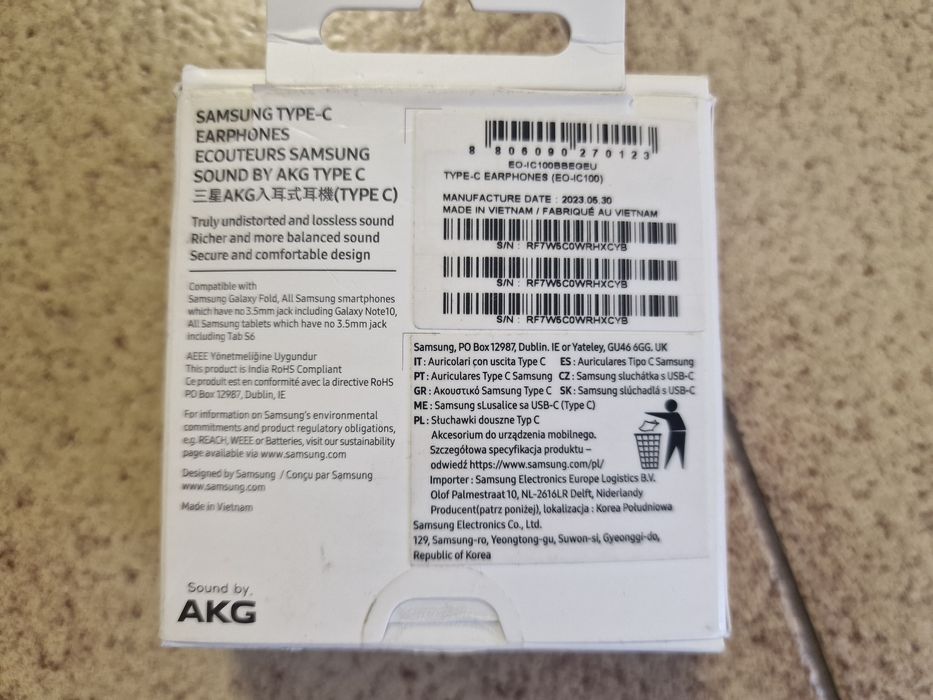 SAMSUNG TYPE-C
EARPHONES
ECOUTEURS SAMSUNG
SOUND BY AKG TYPE C
三星AKG入耳式耳機(TYPE C)
Truly undistorted and lossless sound
Richer and more balanced sound
Secure and comfortable design
Compatible with
Samsung Galaxy Fold, All Samsung smartphones
which have no 3.5mm jack including Galaxy Note10,
All Samsung tablets which have no 3.5mm jack
including Tab S6
AEEE Yönetmeliğine Uygundur
This product is India RoHS Compliant
Ce produit est en conformité avec la directive RoHS
PO Box 12987, Dublin, IE
For information on Samsung's environmental
commitments and product regulatory obligations,
e.g. REACH, WEEE or Batteries, visit our sustainability
page available via www.samsung.com
Designed by Samsung / Conçu par Samsung
www.samsung.com
Made in Vietnam
Sound by
AKG
8 806090 270123
EO-IC100BBEGEU
TYPE-C EARPHONES (EO-IC100)
MANUFACTURE DATE : 2023.05.30
MADE IN VIETNAM / FABRIQUÉ AU VIETNAM
S/N : RF7W5C0WRHXCYB
S/N : RF7W5C0WRHXCYB
S/N : RF7W5C0WRHXCYB
Samsung, PO Box 12987, Dublin. IE or Yateley, GU46 6GG. UK
IT : Auricolari con uscita Type C ES : Auriculares Tipo C Samsung
PT : Auriculares Type C Samsung CZ : Samsung sluchátka s USB-C
GR : Ακουστικό Samsung Type C SK : Samsung slúchadlá s USB-C
ME : Samsung sLusalice sa USB-C (Type C)
PL : Słuchawki douszne Typ C
Akcesorium do urządzenia mobilnego.
Szczegółowa specyfikacja produktu –
odwiedź https://www.samsung.com/pl/
Importer : Samsung Electronics Europe Logistics B.V.
Olof Palmestraat 10, NL-2616LR Delft, Niderlandy
Producent(patrz poniżej), lokalizacja : Korea Południowa
Samsung Electronics Co., Ltd.
129, Samsung-ro, Yeongtong-gu, Suwon-si, Gyeonggi-do,
Republic of Korea